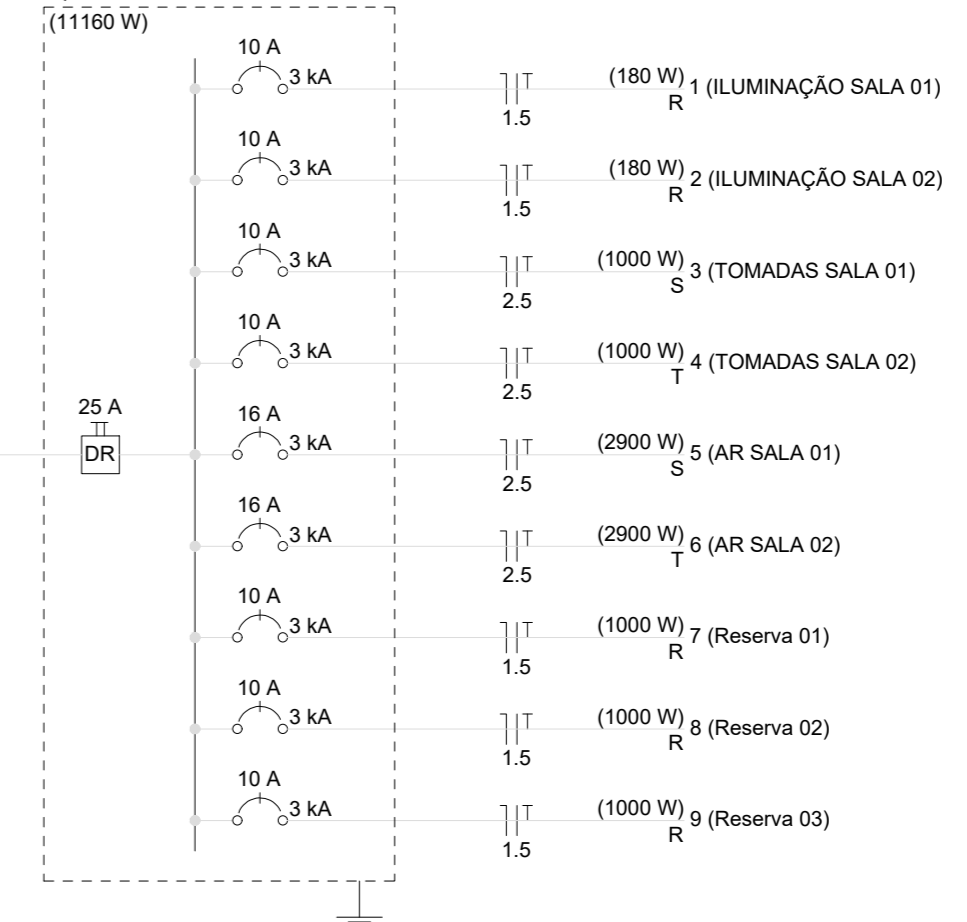 (11160 W)
10 A
3 kA
1.5
(180 W)
R
1 (ILUMINAÇÃO SALA 01)
10 A
3 kA
1.5
(180 W)
R
2 (ILUMINAÇÃO SALA 02)
10 A
3 kA
2.5
(1000 W)
S
3 (TOMADAS SALA 01)
10 A
3 kA
2.5
(1000 W)
T
4 (TOMADAS SALA 02)
25 A
DR
16 A
3 kA
2.5
(2900 W)
S
5 (AR SALA 01)
16 A
3 kA
2.5
(2900 W)
T
6 (AR SALA 02)
10 A
3 kA
1.5
(1000 W)
R
7 (Reserva 01)
10 A
3 kA
1.5
(1000 W)
R
8 (Reserva 02)
10 A
3 kA
1.5
(1000 W)
R
9 (Reserva 03)